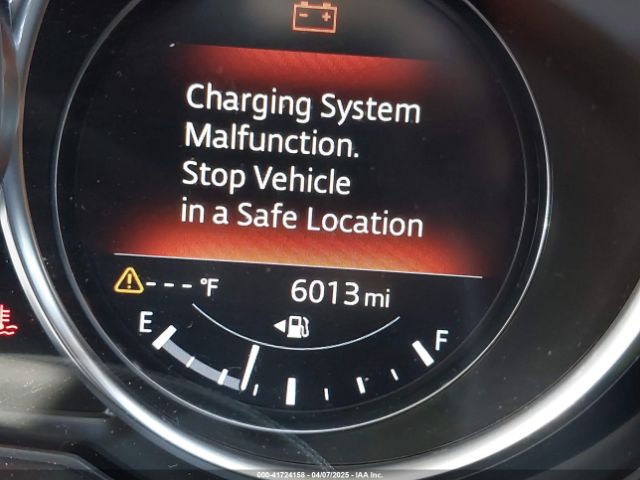 Charging System
Malfunction.
Stop Vehicle
in a Safe Location
---°F 6013 mi
E F
000-41724158 - 04/07/2025 - IAA Inc.